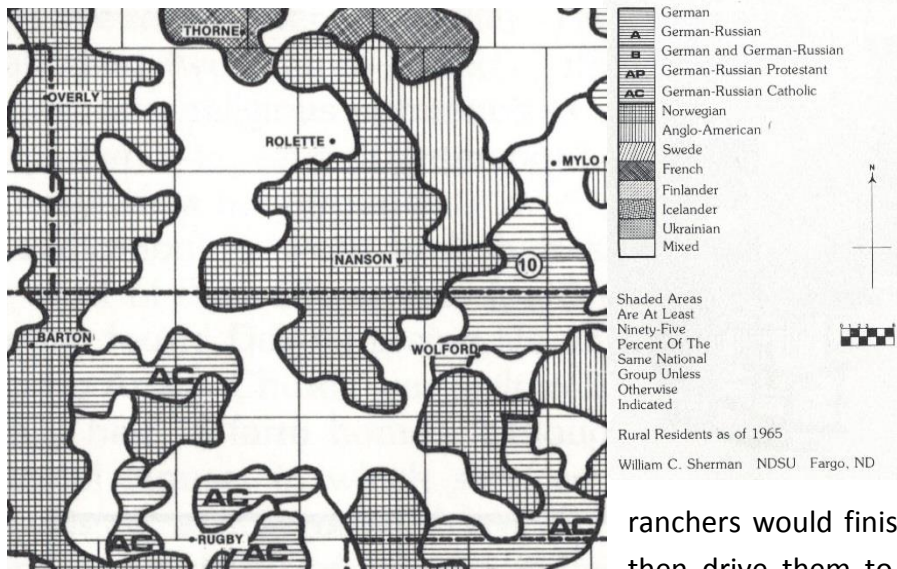 THORNE
OVERLY
ROLETTE
MYLO
NANSON
10
BARTON
WOLFORD
AC
AC
AC
RUGBY
AC
AC
German
A German-Russian
B German and German-Russian
AP German-Russian Protestant
AC German-Russian Catholic
Norwegian
Anglo-American
Swede
French
Finlander
Icelander
Ukrainian
Mixed
N
Shaded Areas
Are At Least
Ninety-Five
Percent Of The
Same National
Group Unless
Otherwise
Indicated
Rural Residents as of 1965
William C. Sherman NDSU Fargo, ND
ranchers would finis
then drive them to